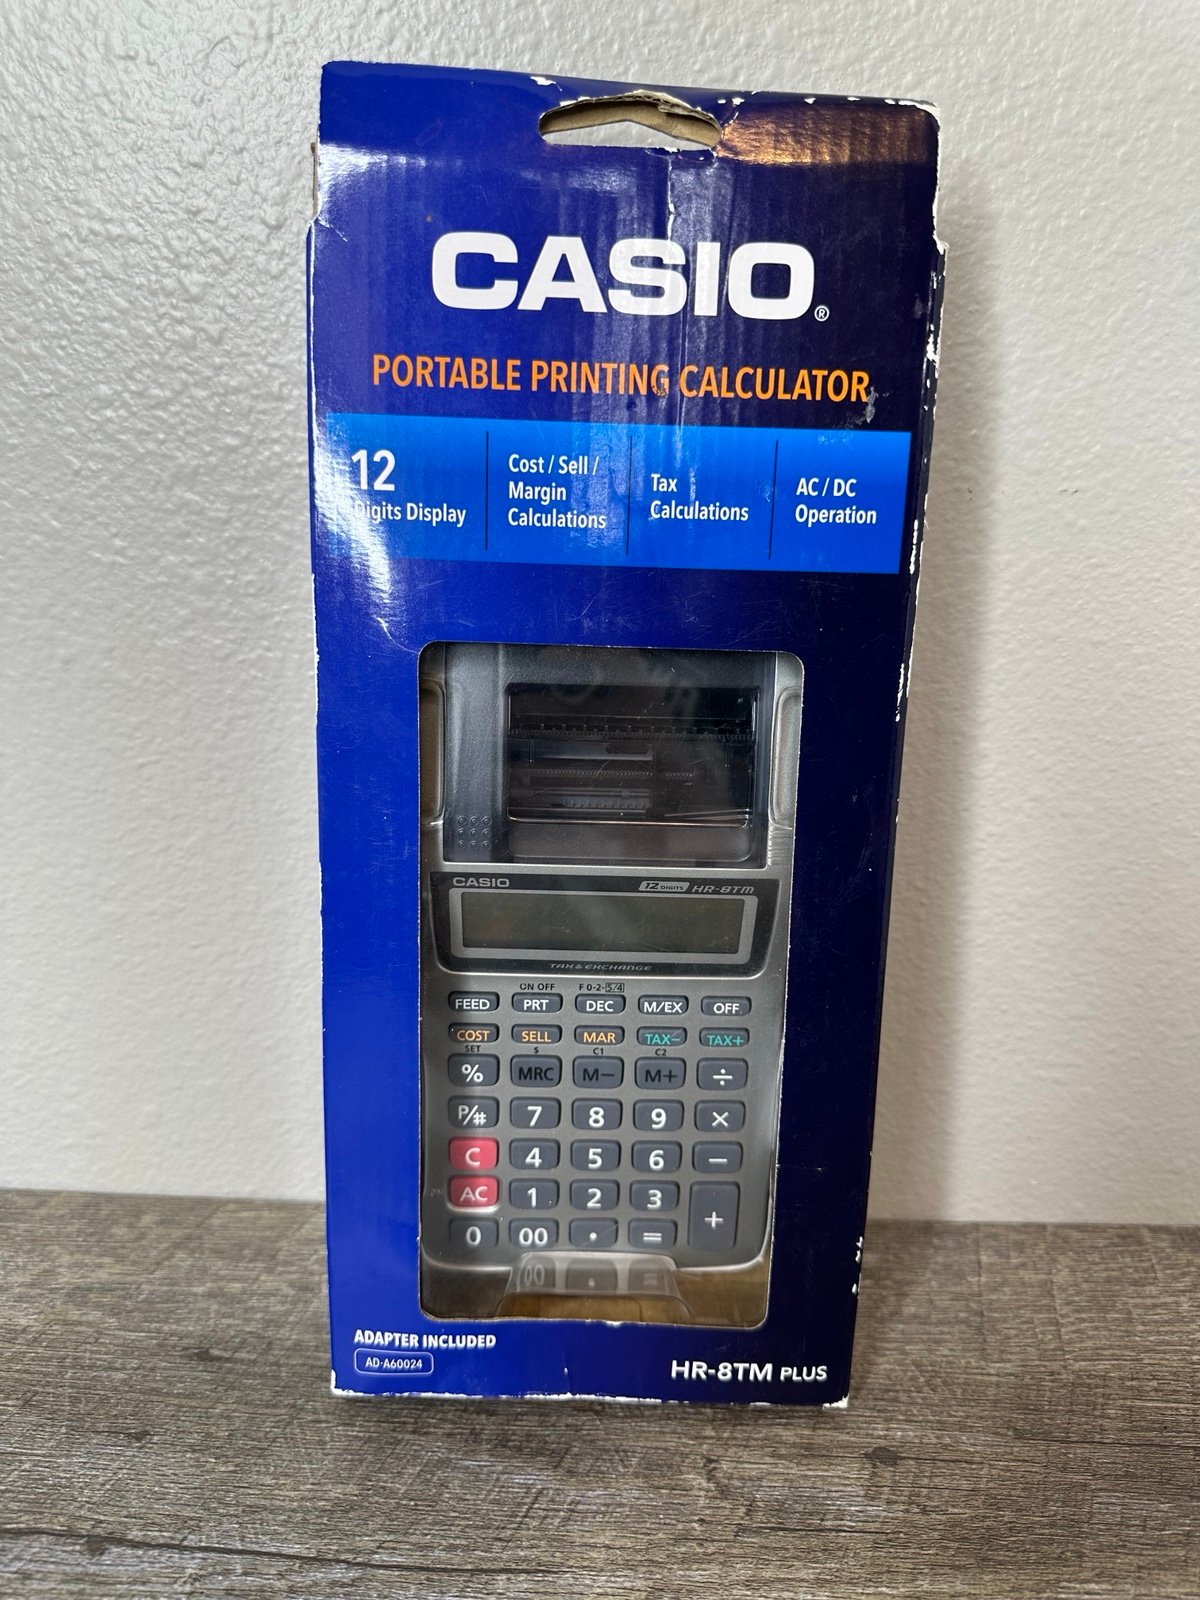 CASIO®
PORTABLE PRINTING CALCULATOR
12
Digits Display
Cost / Sell /
Margin
Calculations
Tax
Calculations
AC / DC
Operation
CASIO
12 DIGITS HR-8TM
TAX & EXCHANGE
ON OFF F 0-2-5/4
FEED PRT DEC M/EX OFF
COST SELL MAR TAX− TAX+
SET $ C1 C2
% MRC M− M+ ÷
P/# 7 8 9 ×
C 4 5 6 −
ON AC 1 2 3 +
0 00 . =
ADAPTER INCLUDED
AD-A60024
HR-8TM PLUS